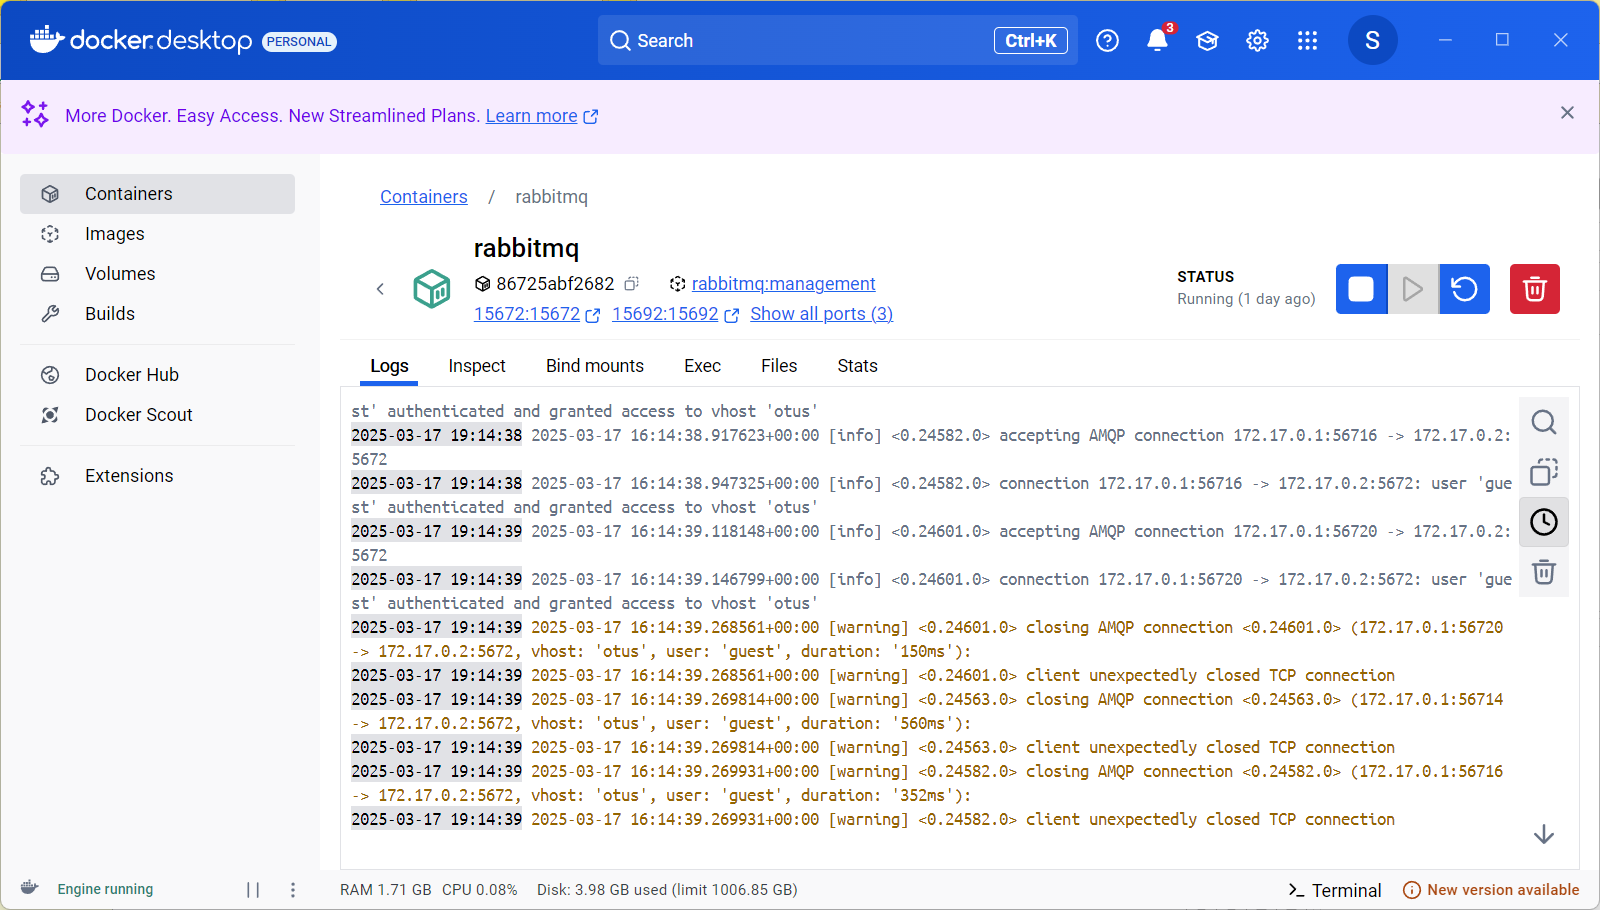 docker desktop PERSONAL
Search Ctrl+K
3
S
More Docker. Easy Access. New Streamlined Plans. Learn more
Containers
Images
Volumes
Builds
Docker Hub
Docker Scout
Extensions
Containers / rabbitmq
rabbitmq
86725abf2682 rabbitmq:management
15672:15672 15692:15692 Show all ports (3)
STATUS
Running (1 day ago)
Logs Inspect Bind mounts Exec Files Stats
st' authenticated and granted access to vhost 'otus'
2025-03-17 19:14:38 2025-03-17 16:14:38.917623+00:00 [info] <0.24582.0> accepting AMQP connection 172.17.0.1:56716 -> 172.17.0.2:
5672
2025-03-17 19:14:38 2025-03-17 16:14:38.947325+00:00 [info] <0.24582.0> connection 172.17.0.1:56716 -> 172.17.0.2:5672: user 'gue
st' authenticated and granted access to vhost 'otus'
2025-03-17 19:14:39 2025-03-17 16:14:39.118148+00:00 [info] <0.24601.0> accepting AMQP connection 172.17.0.1:56720 -> 172.17.0.2:
5672
2025-03-17 19:14:39 2025-03-17 16:14:39.146799+00:00 [info] <0.24601.0> connection 172.17.0.1:56720 -> 172.17.0.2:5672: user 'gue
st' authenticated and granted access to vhost 'otus'
2025-03-17 19:14:39 2025-03-17 16:14:39.268561+00:00 [warning] <0.24601.0> closing AMQP connection <0.24601.0> (172.17.0.1:56720
-> 172.17.0.2:5672, vhost: 'otus', user: 'guest', duration: '150ms'):
2025-03-17 19:14:39 2025-03-17 16:14:39.268561+00:00 [warning] <0.24601.0> client unexpectedly closed TCP connection
2025-03-17 19:14:39 2025-03-17 16:14:39.269814+00:00 [warning] <0.24563.0> closing AMQP connection <0.24563.0> (172.17.0.1:56714
-> 172.17.0.2:5672, vhost: 'otus', user: 'guest', duration: '560ms'):
2025-03-17 19:14:39 2025-03-17 16:14:39.269814+00:00 [warning] <0.24563.0> client unexpectedly closed TCP connection
2025-03-17 19:14:39 2025-03-17 16:14:39.269931+00:00 [warning] <0.24582.0> closing AMQP connection <0.24582.0> (172.17.0.1:56716
-> 172.17.0.2:5672, vhost: 'otus', user: 'guest', duration: '352ms'):
2025-03-17 19:14:39 2025-03-17 16:14:39.269931+00:00 [warning] <0.24582.0> client unexpectedly closed TCP connection
Engine running
RAM 1.71 GB CPU 0.08% Disk: 3.98 GB used (limit 1006.85 GB)
Terminal
New version available